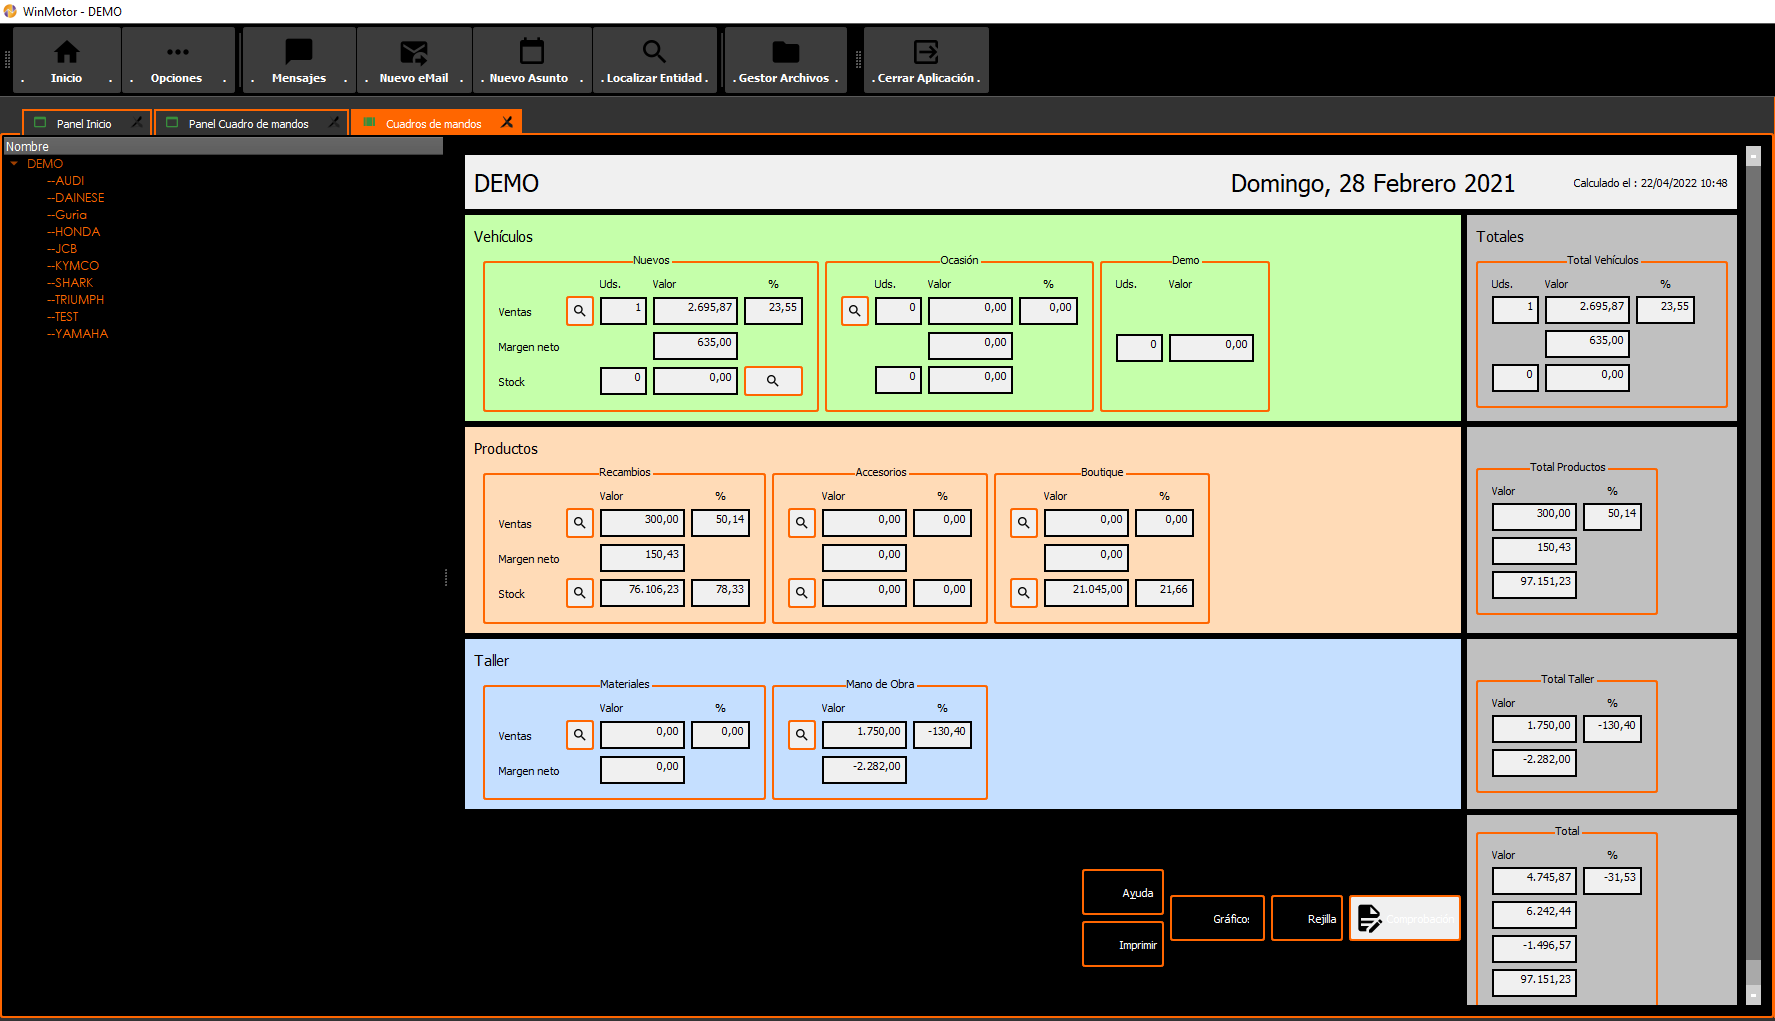 WinMotor - DEMO
. Inicio .
. Opciones .
. Mensajes .
. Nuevo eMail .
. Nuevo Asunto .
. Localizar Entidad .
. Gestor Archivos .
. Cerrar Aplicación .
Panel Inicio
Panel Cuadro de mandos
Cuadros de mandos
Nombre
DEMO
--AUDI
--DAINESE
--Guria
--HONDA
--JCB
--KYMCO
--SHARK
--TRIUMPH
--TEST
--YAMAHA
DEMO Domingo, 28 Febrero 2021 Calculado el : 22/04/2022 10:48
Vehículos
Nuevos
Uds. Valor %
Ventas 1 2.695,87 23,55
Margen neto 635,00
Stock 0 0,00
Ocasión
Uds. Valor %
0 0,00 0,00
0,00
0 0,00
Demo
Uds. Valor
0 0,00
Totales
Total Vehículos
Uds. Valor %
1 2.695,87 23,55
635,00
0 0,00
Productos
Recambios
Valor %
Ventas 300,00 50,14
Margen neto 150,43
Stock 76.106,23 78,33
Accesorios
Valor %
0,00 0,00
0,00
0,00 0,00
Boutique
Valor %
0,00 0,00
0,00
21.045,00 21,66
Total Productos
Valor %
300,00 50,14
150,43
97.151,23
Taller
Materiales
Valor %
Ventas 0,00 0,00
Margen neto 0,00
Mano de Obra
Valor %
1.750,00 -130,40
-2.282,00
Total Taller
Valor %
1.750,00 -130,40
-2.282,00
Total
Valor %
4.745,87 -31,53
6.242,44
-1.496,57
97.151,23
Ayuda
Imprimir
Gráficos
Rejilla
Comprobación